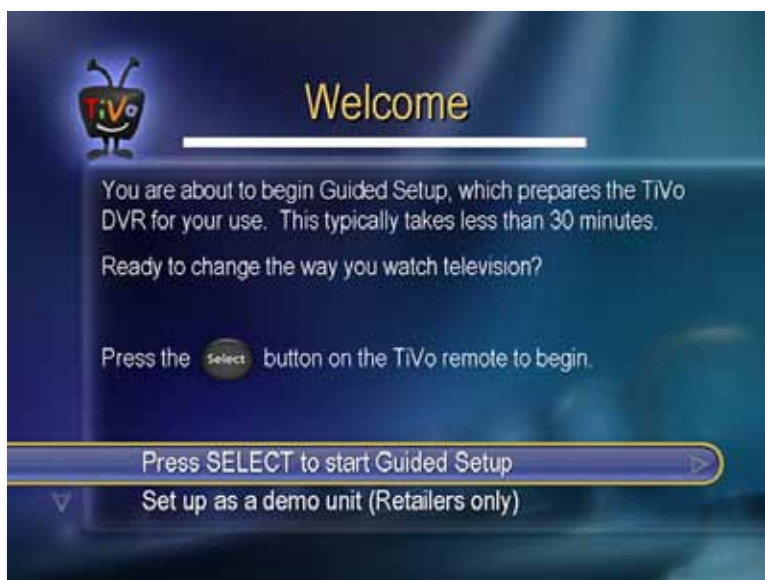 TiVo
Welcome
You are about to begin Guided Setup, which prepares the TiVo
DVR for your use. This typically takes less than 30 minutes.
Ready to change the way you watch television?
Press the Select button on the TiVo remote to begin.
Press SELECT to start Guided Setup
Set up as a demo unit (Retailers only)